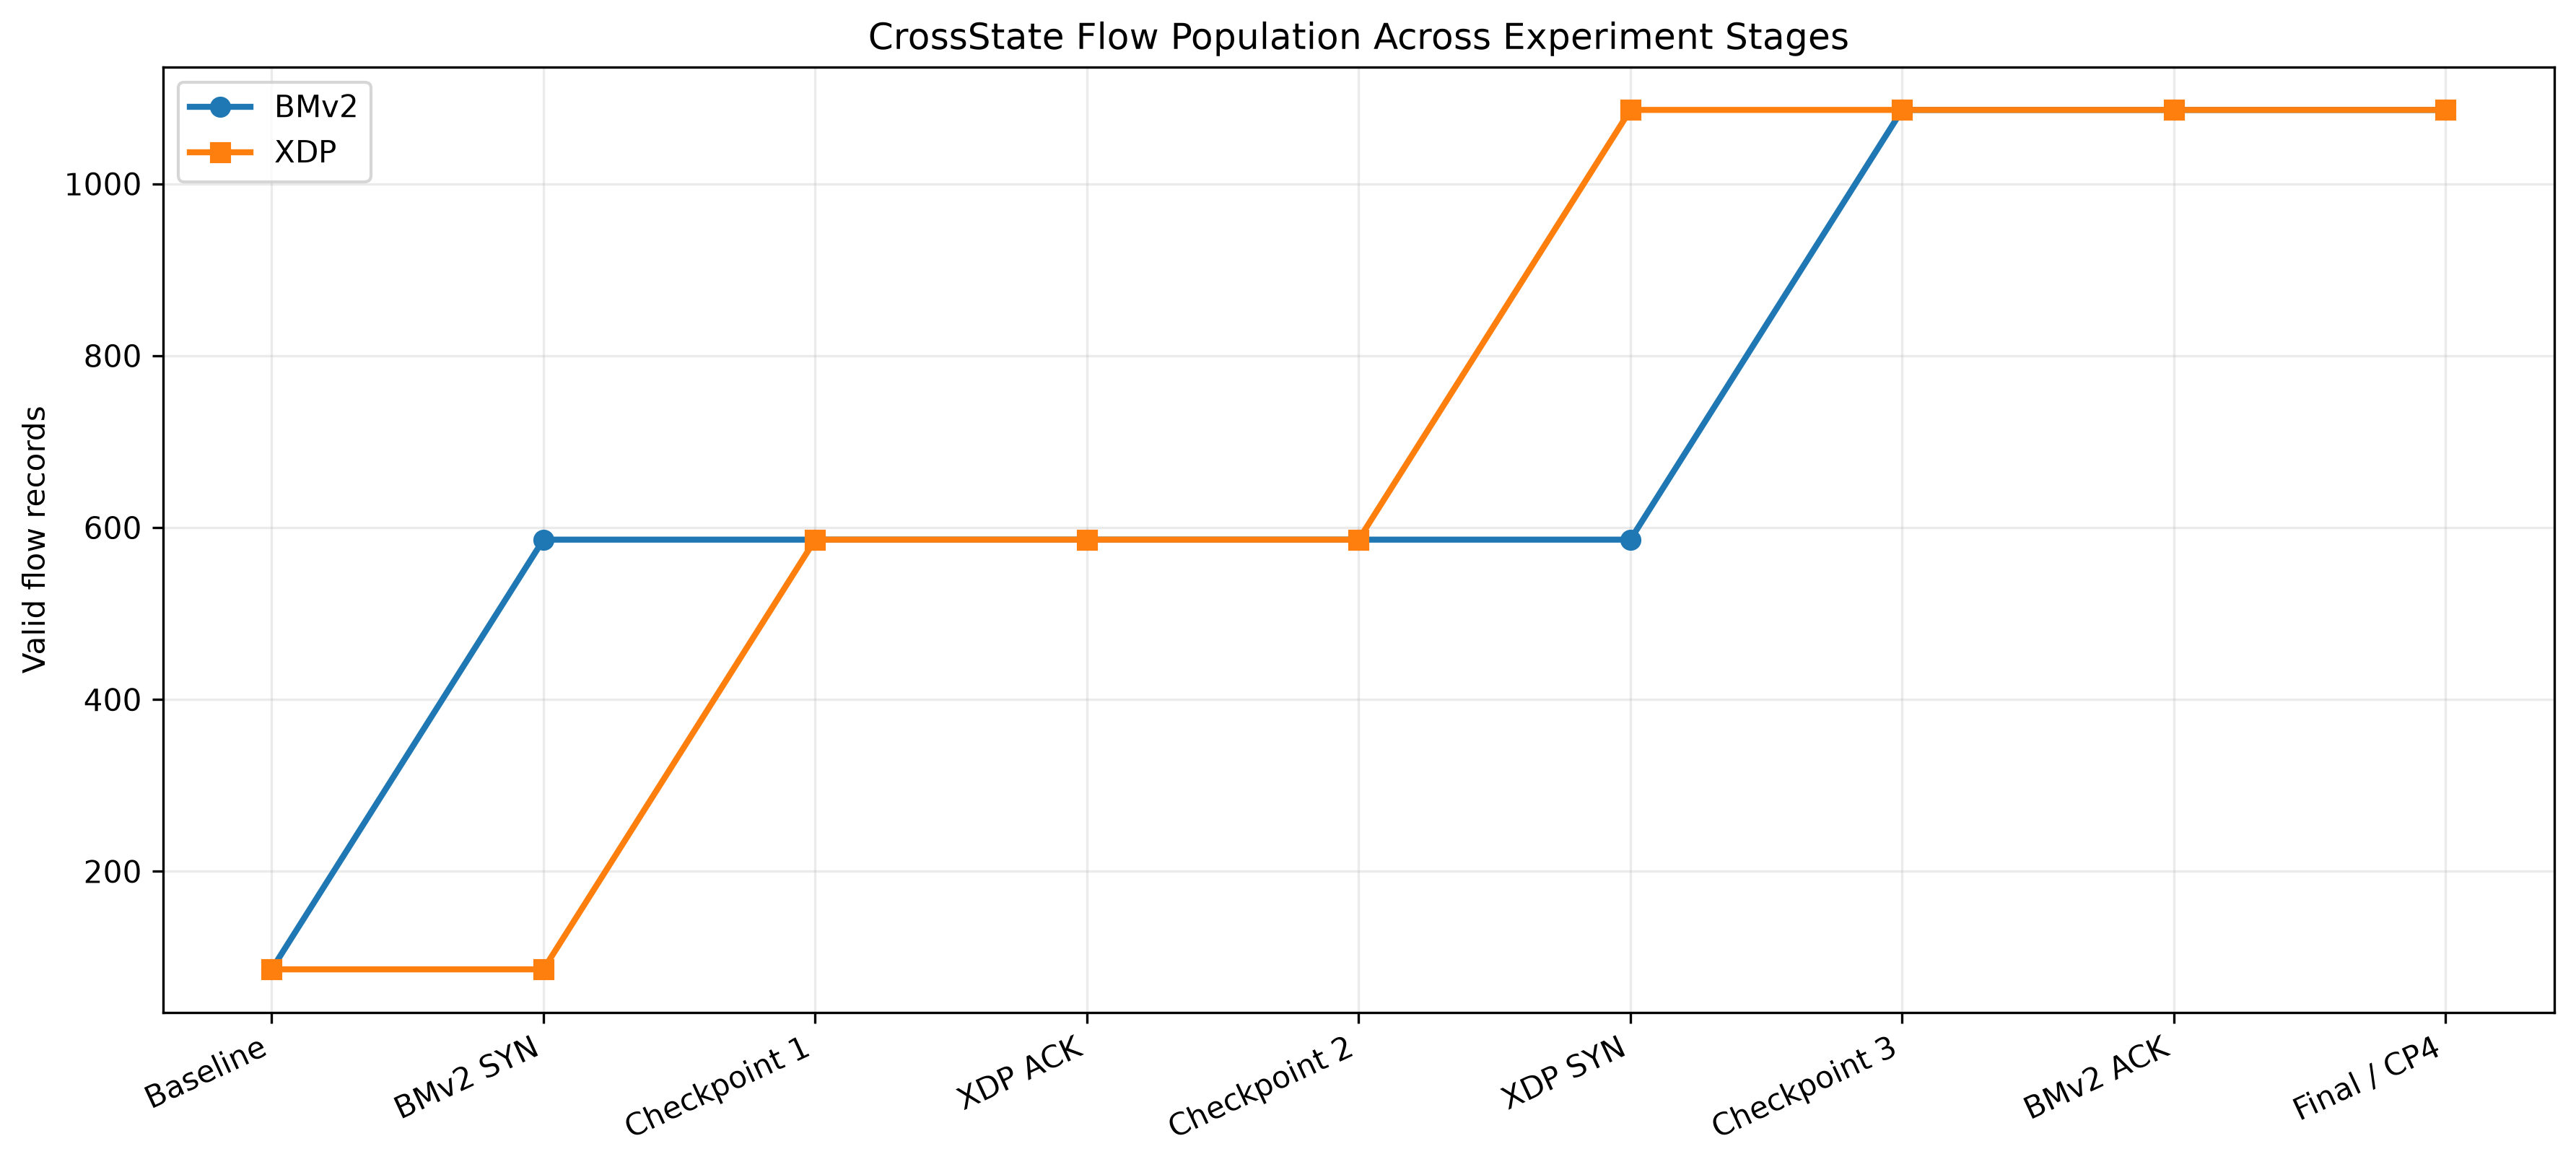 CrossState Flow Population Across Experiment Stages
BMv2
XDP
Valid flow records
1000
800
600
400
200
Baseline
BMv2 SYN
Checkpoint 1
XDP ACK
Checkpoint 2
XDP SYN
Checkpoint 3
BMv2 ACK
Final / CP4